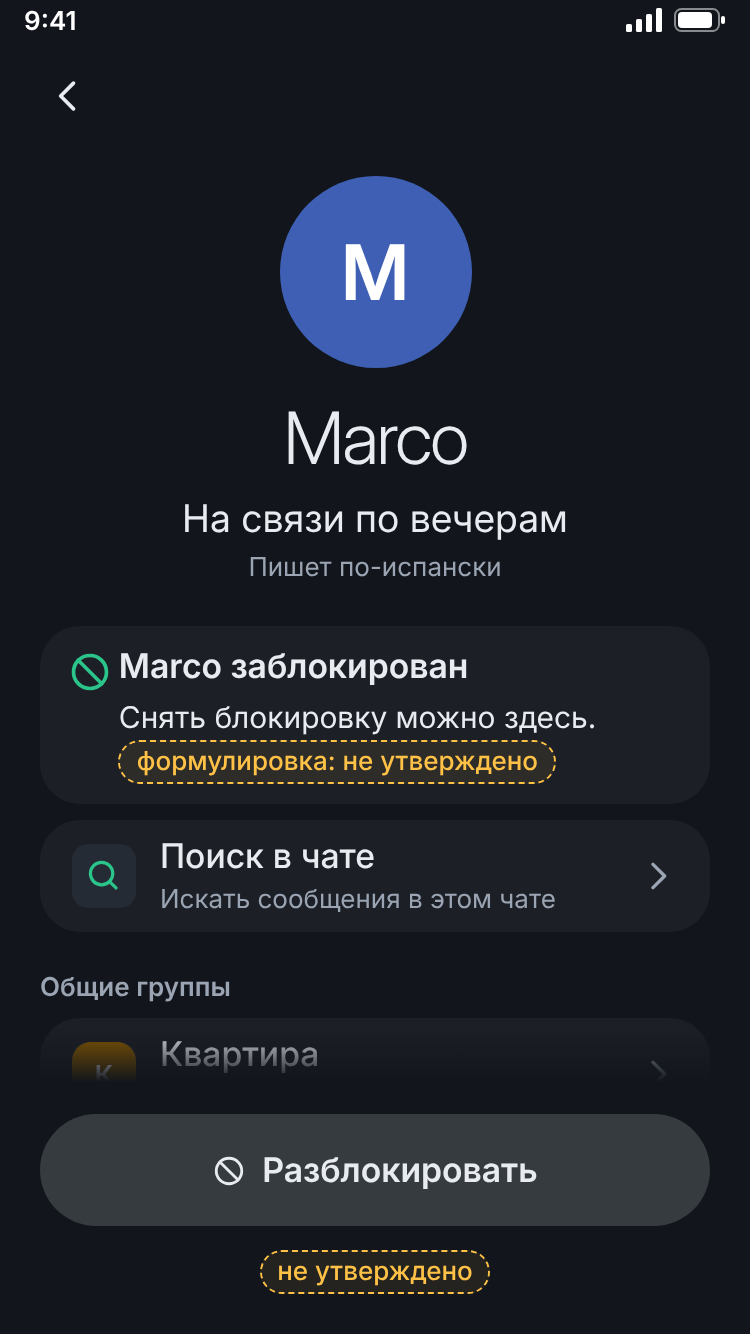 9:41
M
Marco
На связи по вечерам
Пишет по-испански
Marco заблокирован
Снять блокировку можно здесь.
формулировка: не утверждено
Поиск в чате
Искать сообщения в этом чате
Общие группы
К
Квартира
Разблокировать
не утверждено